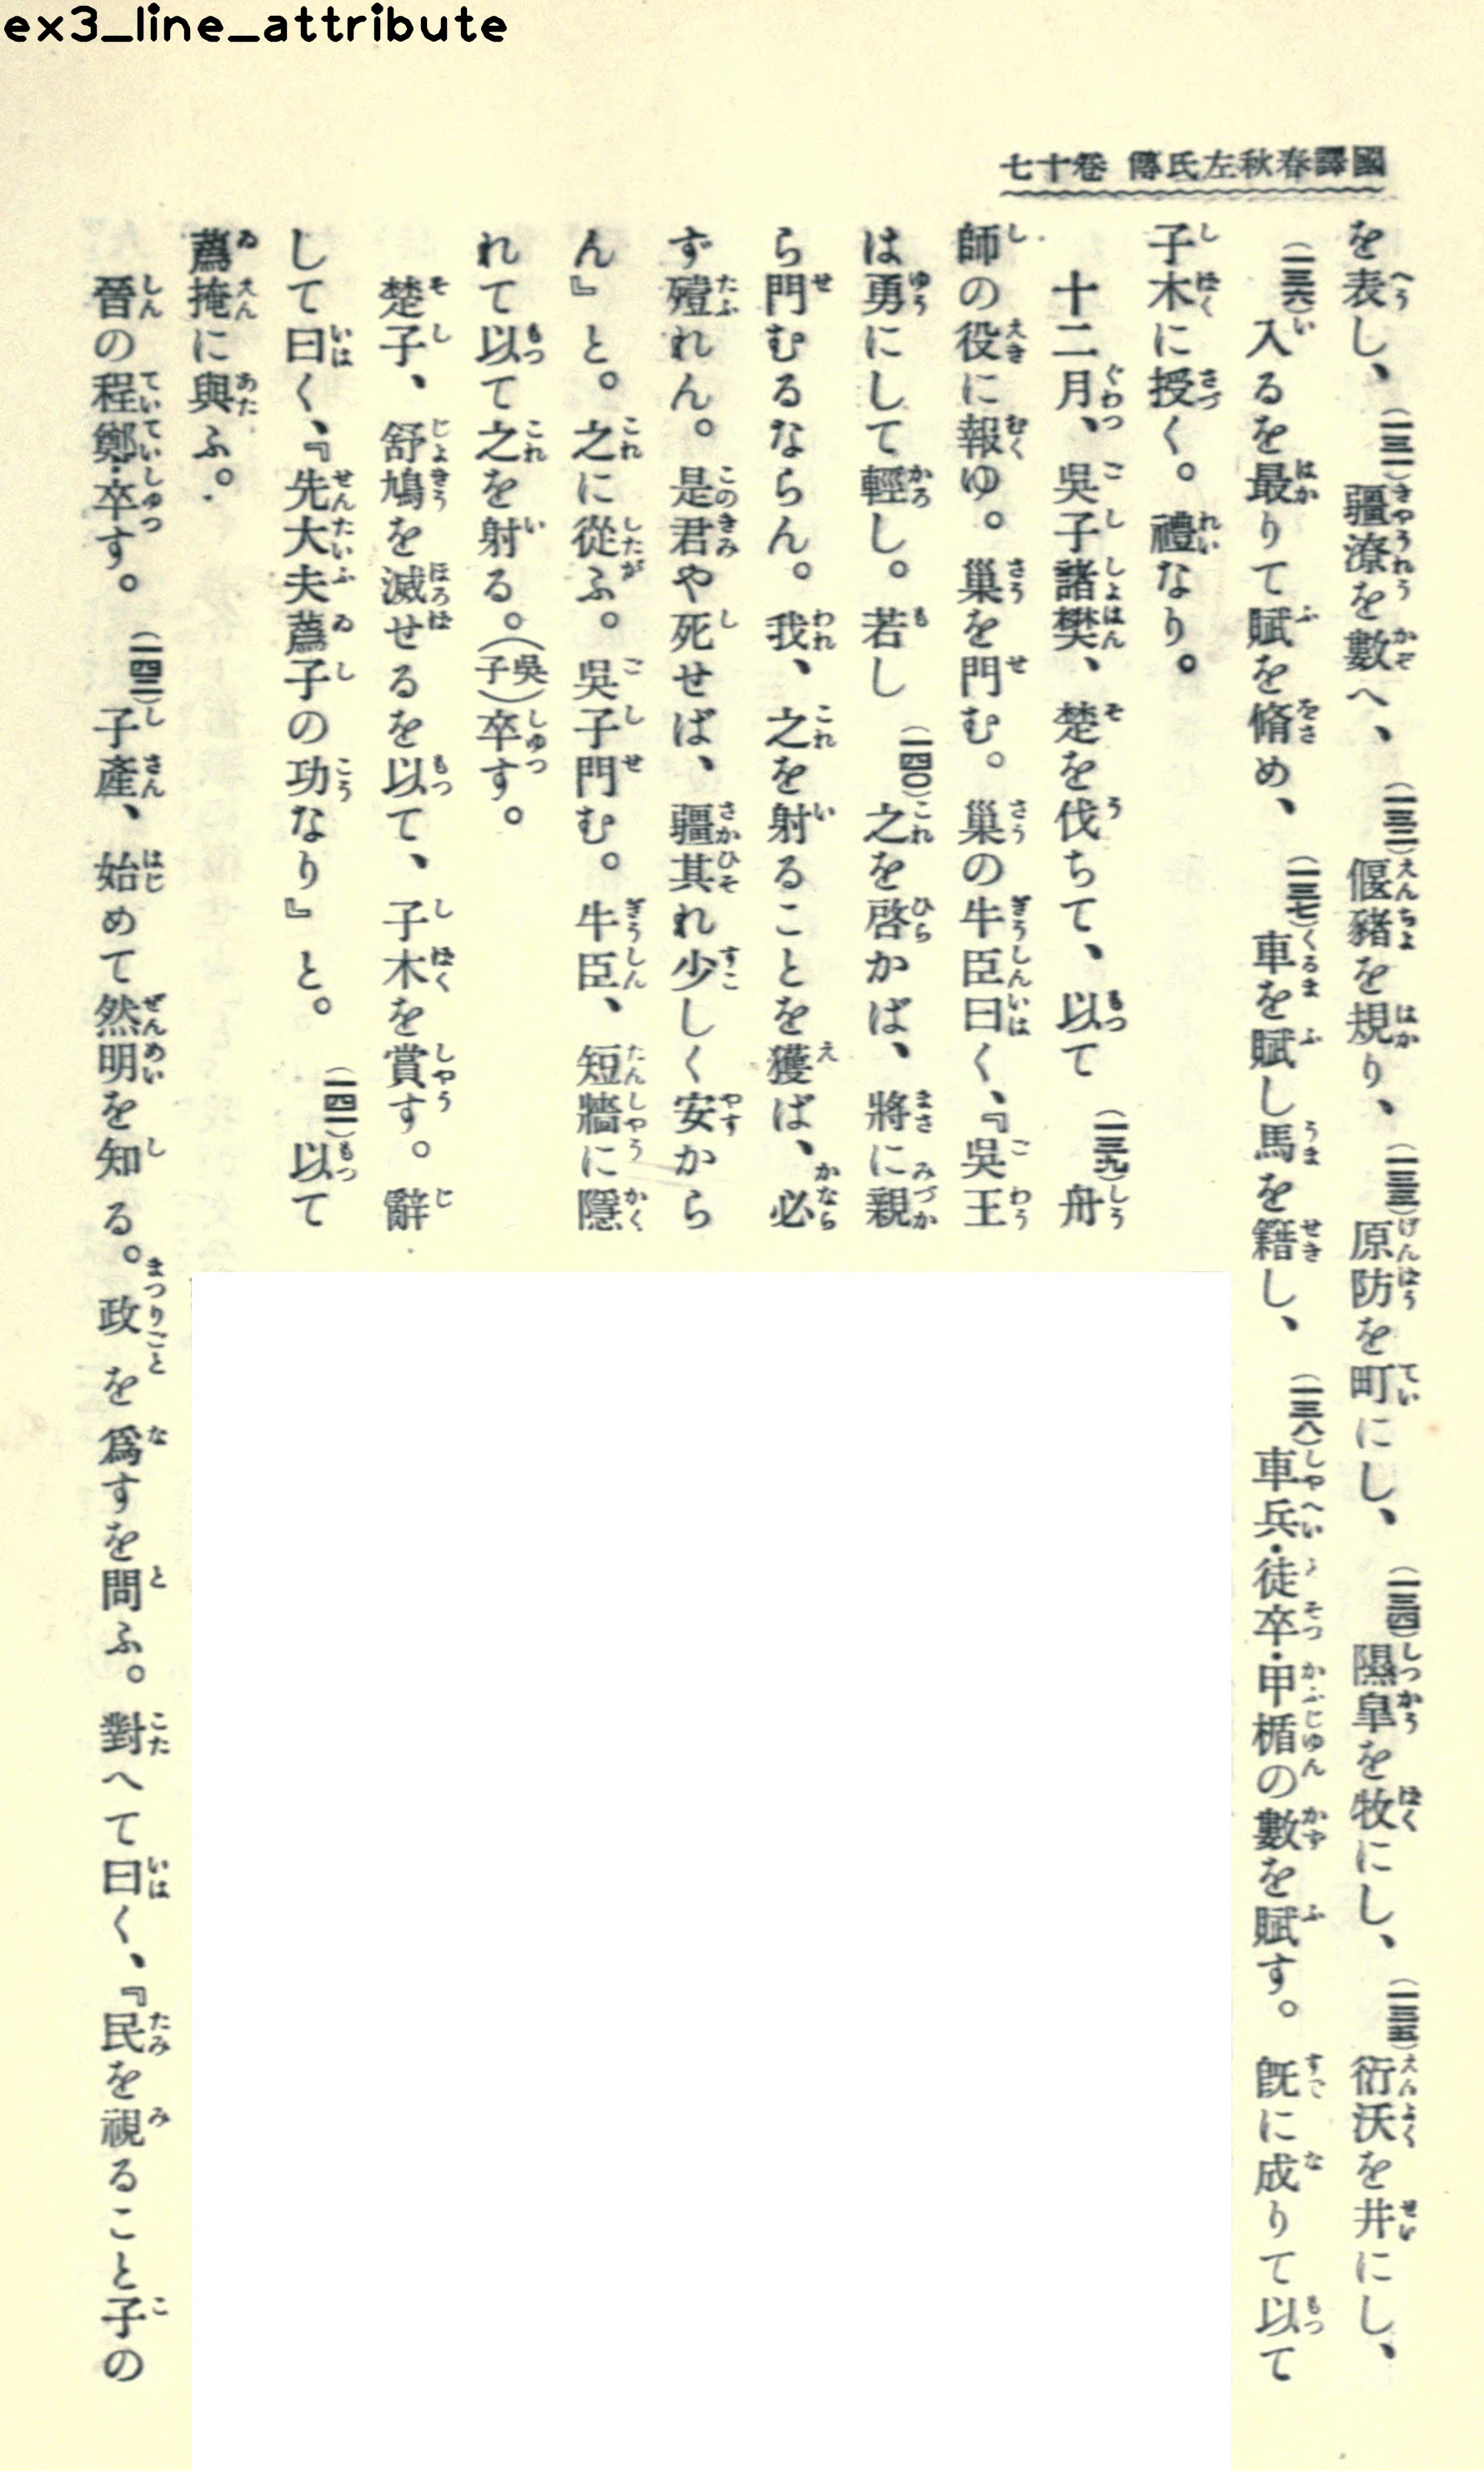 ex3_line_attribute
七十卷 傳氏左秋春譯國
を表し、(一三一)疆潦を數へ、(一三二)偃豬を規り、(一三三)原防を町にし、(一三四)隰皐を牧にし、(一三五)衍沃を井にし、
(一三六)入るを最りて賦を脩め、(一三七)車を賦し馬を籍し、(一三八)車兵・徒卒・甲楯の數を賦す。既に成りて以て
子木に授く。禮なり。
十二月、吳子諸樊、楚を伐ちて、以て(一三九)舟
師の役に報ゆ。巢を門む。巢の牛臣曰く、『吳王
は勇にして輕し。若し(一四〇)之を啓かば、將に親
ら門むるならん。我、之を射ることを獲ば、必
ず殪れん。是君や死せば、疆其れ少しく安から
ん』と。之に從ふ。吳子門む。牛臣、短牆に隱
れて以て之を射る。(吳子)卒す。
楚子、舒鳩を滅せるを以て、子木を賞す。辭
して曰く、『先大夫蔿子の功なり』と。(一四一)以て
蔿掩に與ふ。
晉の程鄭・卒す。(一四二)子產、始めて然明を知る。政を爲すを問ふ。對へて曰く、『民を視ること子の